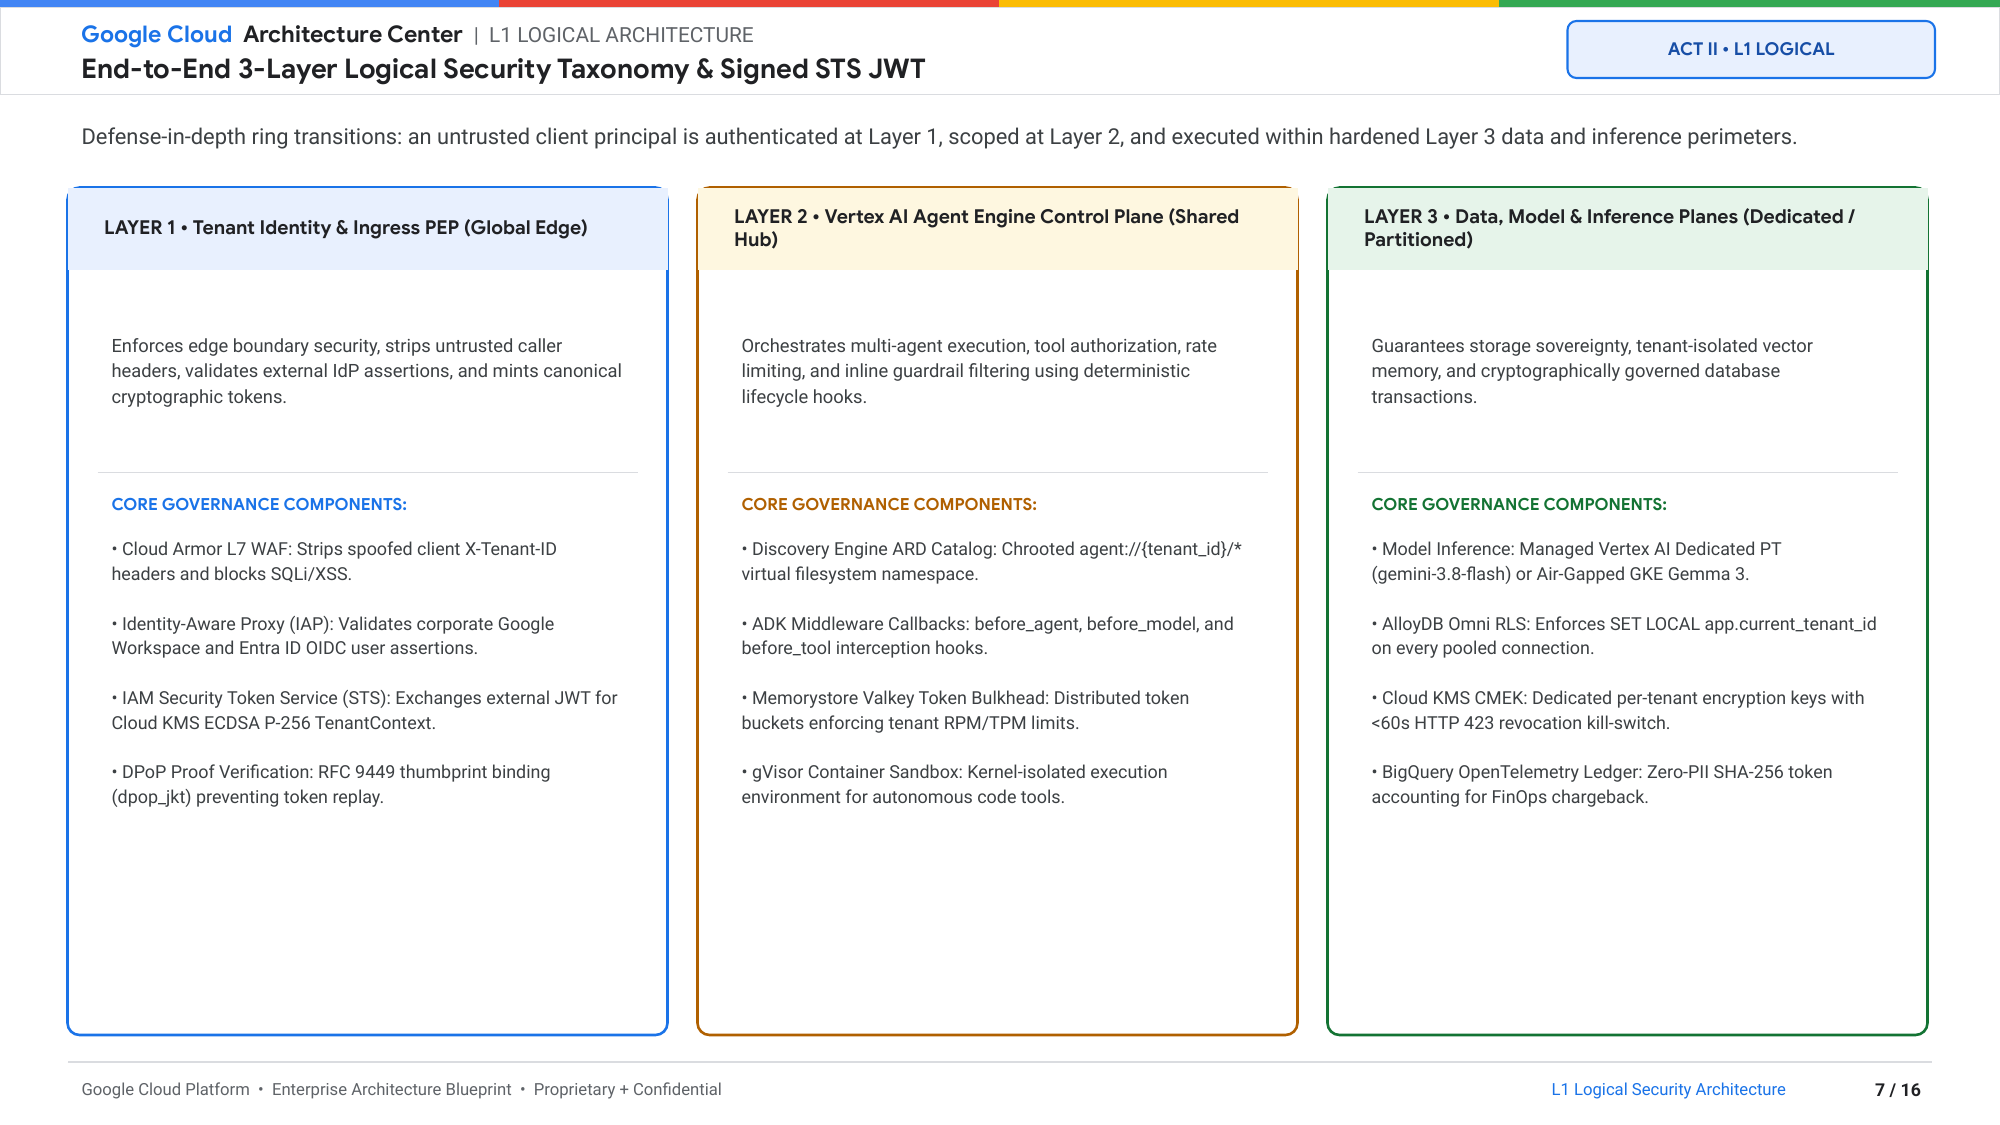 Google Cloud Architecture Center | L1 LOGICAL ARCHITECTURE
End-to-End 3-Layer Logical Security Taxonomy & Signed STS JWT
ACT II • L1 LOGICAL
Defense-in-depth ring transitions: an untrusted client principal is authenticated at Layer 1, scoped at Layer 2, and executed within hardened Layer 3 data and inference perimeters.
LAYER 1 • Tenant Identity & Ingress PEP (Global Edge)
Enforces edge boundary security, strips untrusted caller
headers, validates external IdP assertions, and mints canonical
cryptographic tokens.
CORE GOVERNANCE COMPONENTS:
• Cloud Armor L7 WAF: Strips spoofed client X-Tenant-ID
headers and blocks SQLi/XSS.
• Identity-Aware Proxy (IAP): Validates corporate Google
Workspace and Entra ID OIDC user assertions.
• IAM Security Token Service (STS): Exchanges external JWT for
Cloud KMS ECDSA P-256 TenantContext.
• DPoP Proof Verification: RFC 9449 thumbprint binding
(dpop_jkt) preventing token replay.
LAYER 2 • Vertex AI Agent Engine Control Plane (Shared
Hub)
Orchestrates multi-agent execution, tool authorization, rate
limiting, and inline guardrail filtering using deterministic
lifecycle hooks.
CORE GOVERNANCE COMPONENTS:
• Discovery Engine ARD Catalog: Chrooted agent://{tenant_id}/*
virtual filesystem namespace.
• ADK Middleware Callbacks: before_agent, before_model, and
before_tool interception hooks.
• Memorystore Valkey Token Bulkhead: Distributed token
buckets enforcing tenant RPM/TPM limits.
• gVisor Container Sandbox: Kernel-isolated execution
environment for autonomous code tools.
LAYER 3 • Data, Model & Inference Planes (Dedicated /
Partitioned)
Guarantees storage sovereignty, tenant-isolated vector
memory, and cryptographically governed database
transactions.
CORE GOVERNANCE COMPONENTS:
• Model Inference: Managed Vertex AI Dedicated PT
(gemini-3.8-flash) or Air-Gapped GKE Gemma 3.
• AlloyDB Omni RLS: Enforces SET LOCAL app.current_tenant_id
on every pooled connection.
• Cloud KMS CMEK: Dedicated per-tenant encryption keys with
<60s HTTP 423 revocation kill-switch.
• BigQuery OpenTelemetry Ledger: Zero-PII SHA-256 token
accounting for FinOps chargeback.
Google Cloud Platform • Enterprise Architecture Blueprint • Proprietary + Confidential
L1 Logical Security Architecture
7 / 16